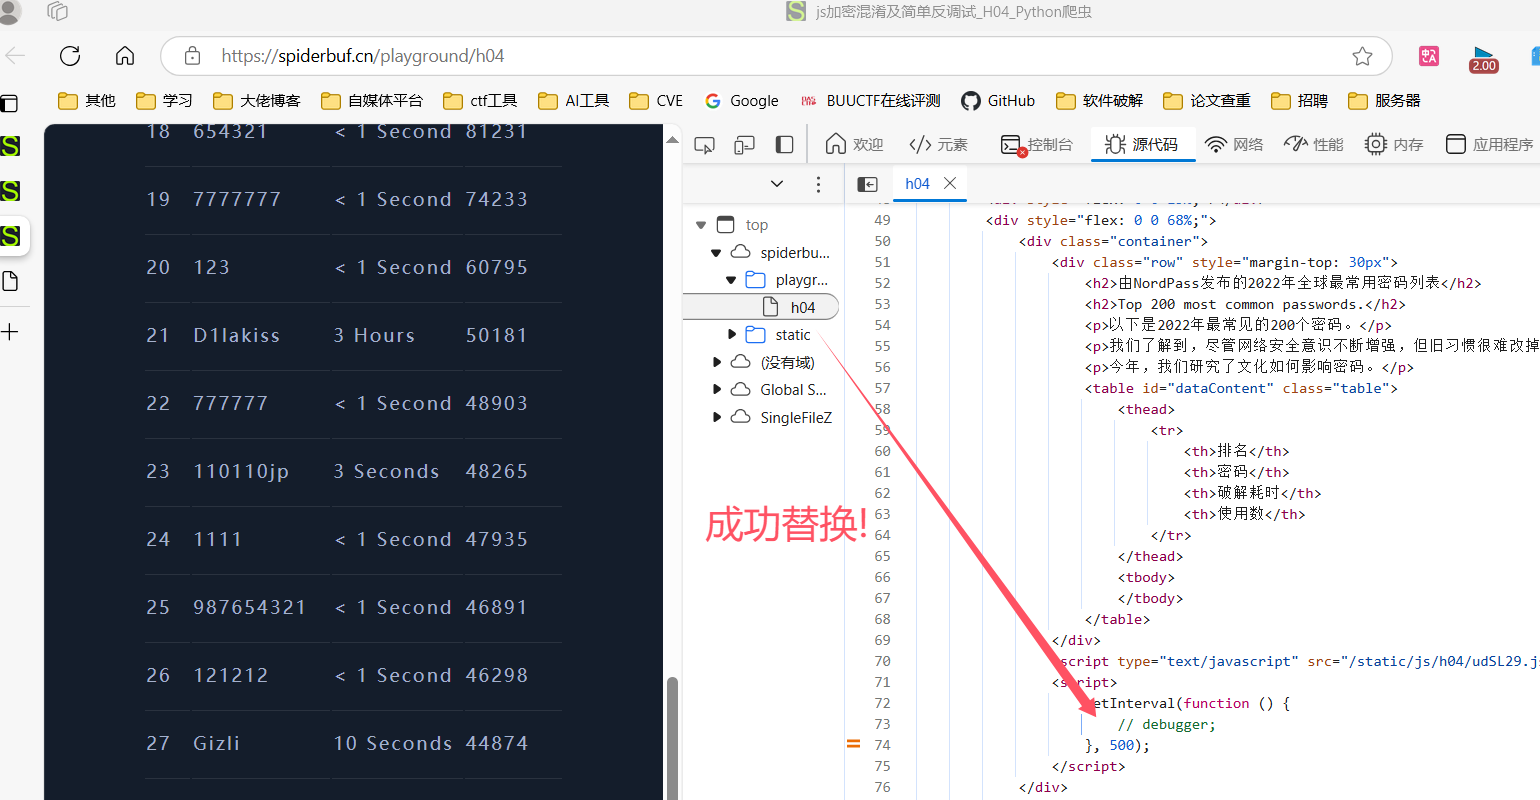 js加密混淆及简单反调试_H04_Python爬虫
https://spiderbuf.cn/playground/h04
2.00
其他 学习 大佬博客 自媒体平台 ctf工具 AI工具 CVE Google BUUCTF在线评测 GitHub 软件破解 论文查重 招聘 服务器
欢迎 元素 控制台 源代码 网络 性能 内存 应用程序
h04
18 654321 < 1 Second 81231
19 7777777 < 1 Second 74233
20 123 < 1 Second 60795
21 D1lakiss 3 Hours 50181
22 777777 < 1 Second 48903
23 110110jp 3 Seconds 48265
24 1111 < 1 Second 47935
25 987654321 < 1 Second 46891
26 121212 < 1 Second 46298
27 Gizli 10 Seconds 44874
top
spiderbu...
playgr...
h04
static
(没有域)
Global S...
SingleFileZ
成功替换!
49 <div style="flex: 0 0 68%;">
50 <div class="container">
51 <div class="row" style="margin-top: 30px">
52 <h2>由NordPass发布的2022年全球最常用密码列表</h2>
53 <h2>Top 200 most common passwords.</h2>
54 <p>以下是2022年最常见的200个密码。</p>
55 <p>我们了解到，尽管网络安全意识不断增强，但旧习惯很难改掉
56 <p>今年，我们研究了文化如何影响密码。</p>
57 <table id="dataContent" class="table">
58 <thead>
59 <tr>
60 <th>排名</th>
61 <th>密码</th>
62 <th>破解耗时</th>
63 <th>使用数</th>
64 </tr>
65 </thead>
66 <tbody>
67 </tbody>
68 </table>
69 </div>
70 script type="text/javascript" src="/static/js/h04/udSL29.js
71 <script>
72 etInterval(function () {
73 // debugger;
74 }, 500);
75 </script>
76 </div>